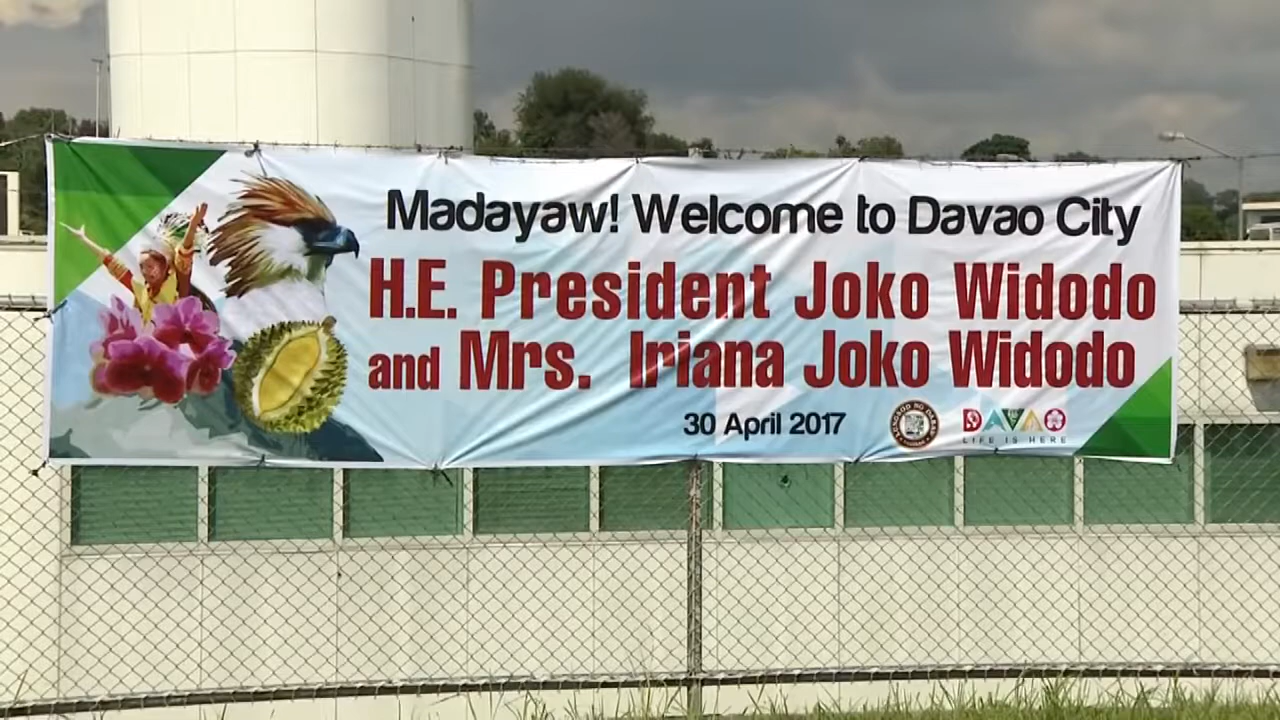 Madayaw! Welcome to Davao City
H.E. President Joko Widodo
and Mrs. Iriana Joko Widodo
30 April 2017
DAVAO
LIFE IS HERE